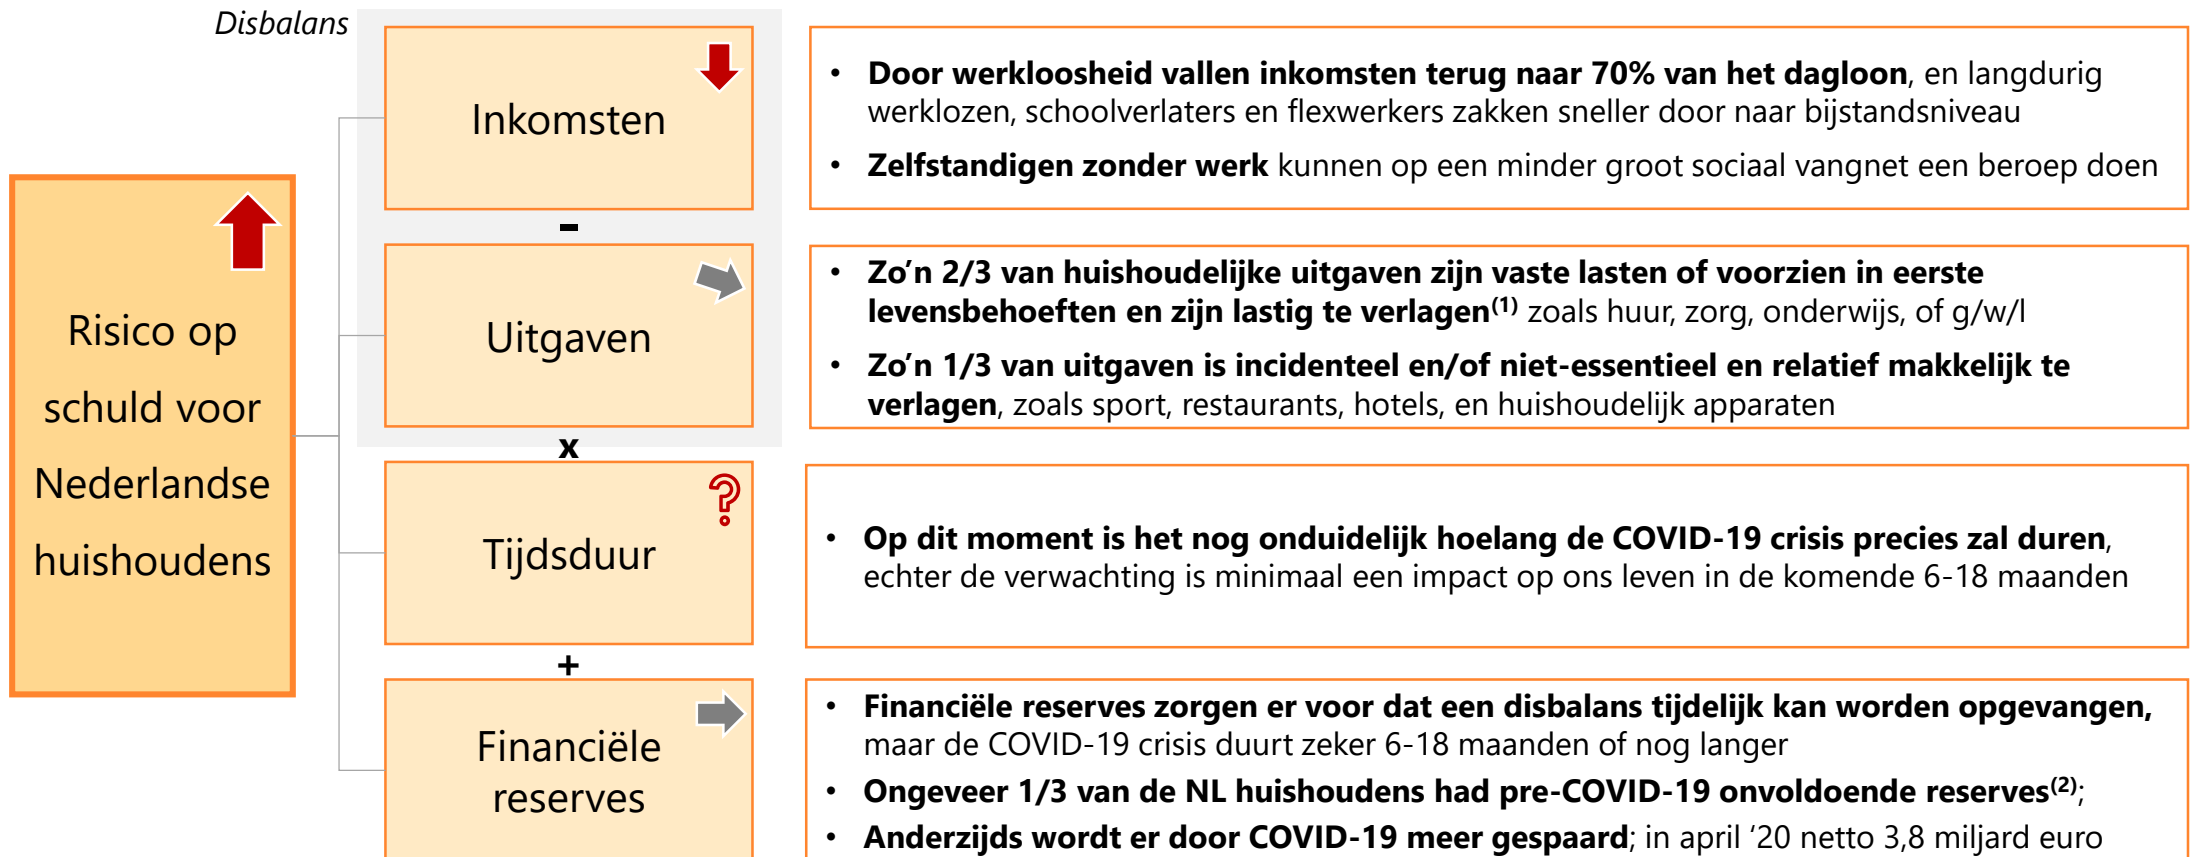 Disbalans
Risico op
schuld voor
Nederlandse
huishoudens
Inkomsten
• Door werkloosheid vallen inkomsten terug naar 70% van het dagloon, en langdurig
werklozen, schoolverlaters en flexwerkers zakken sneller door naar bijstandsniveau
• Zelfstandigen zonder werk kunnen op een minder groot sociaal vangnet een beroep doen
-
Uitgaven
• Zo’n 2/3 van huishoudelijke uitgaven zijn vaste lasten of voorzien in eerste
levensbehoeften en zijn lastig te verlagen(1) zoals huur, zorg, onderwijs, of g/w/l
• Zo’n 1/3 van uitgaven is incidenteel en/of niet-essentieel en relatief makkelijk te
verlagen, zoals sport, restaurants, hotels, en huishoudelijk apparaten
x
Tijdsduur
?
• Op dit moment is het nog onduidelijk hoelang de COVID-19 crisis precies zal duren,
echter de verwachting is minimaal een impact op ons leven in de komende 6-18 maanden
+
Financiële
reserves
• Financiële reserves zorgen er voor dat een disbalans tijdelijk kan worden opgevangen,
maar de COVID-19 crisis duurt zeker 6-18 maanden of nog langer
• Ongeveer 1/3 van de NL huishoudens had pre-COVID-19 onvoldoende reserves(2);
• Anderzijds wordt er door COVID-19 meer gespaard; in april ‘20 netto 3,8 miljard euro